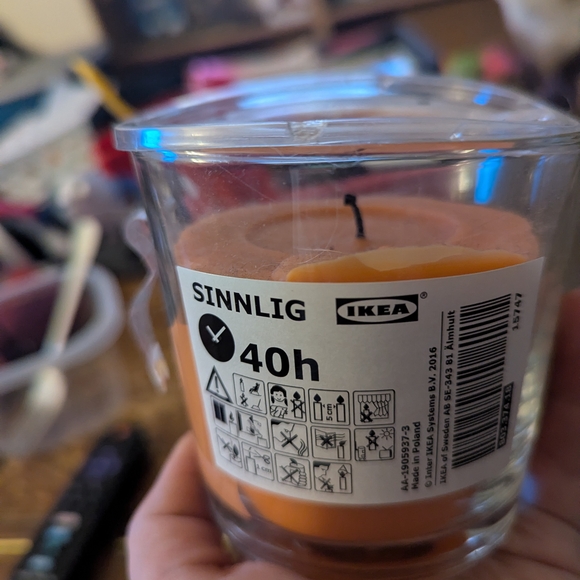 SINNLIG
IKEA®
40h
AA-1905937-3
Made in Poland
© Inter IKEA Systems B.V. 2016
IKEA of Sweden AB SE-343 81 Älmhult
15747